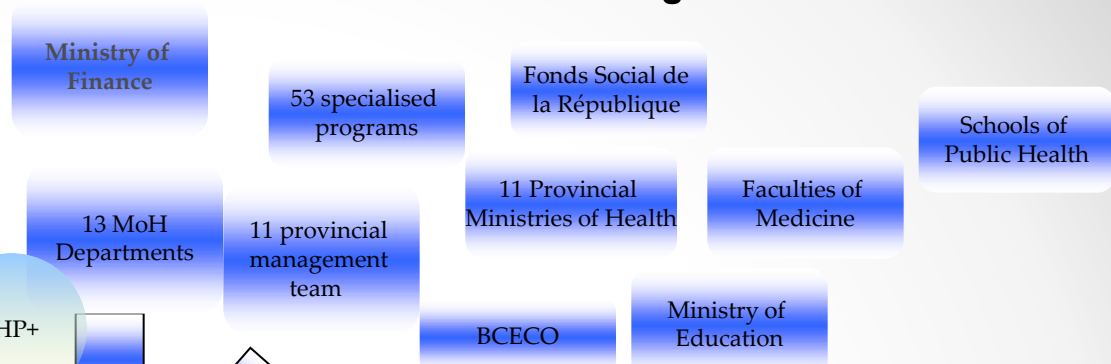 Ministry of
Finance
53 specialised
programs
Fonds Social de
la République
Schools of
Public Health
11 Provincial
Ministries of Health
Faculties of
Medicine
13 MoH
Departments
11 provincial
management
team
Ministry of
Education
HP+
BCECO